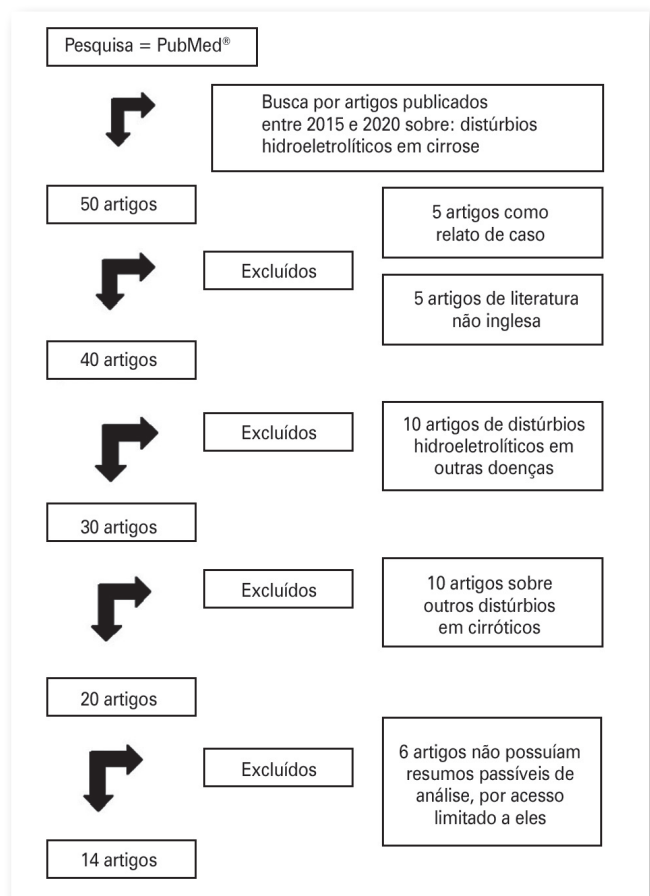 Pesquisa = PubMed®
Busca por artigos publicados
entre 2015 e 2020 sobre: distúrbios
hidroeletrolíticos em cirrose
50 artigos
5 artigos como
relato de caso
Excluídos
5 artigos de literatura
não inglesa
40 artigos
Excluídos
10 artigos de distúrbios
hidroeletrolíticos em
outras doenças
30 artigos
Excluídos
10 artigos sobre
outros distúrbios
em cirróticos
20 artigos
Excluídos
6 artigos não possuíam
resumos passíveis de
análise, por acesso
limitado a eles
14 artigos